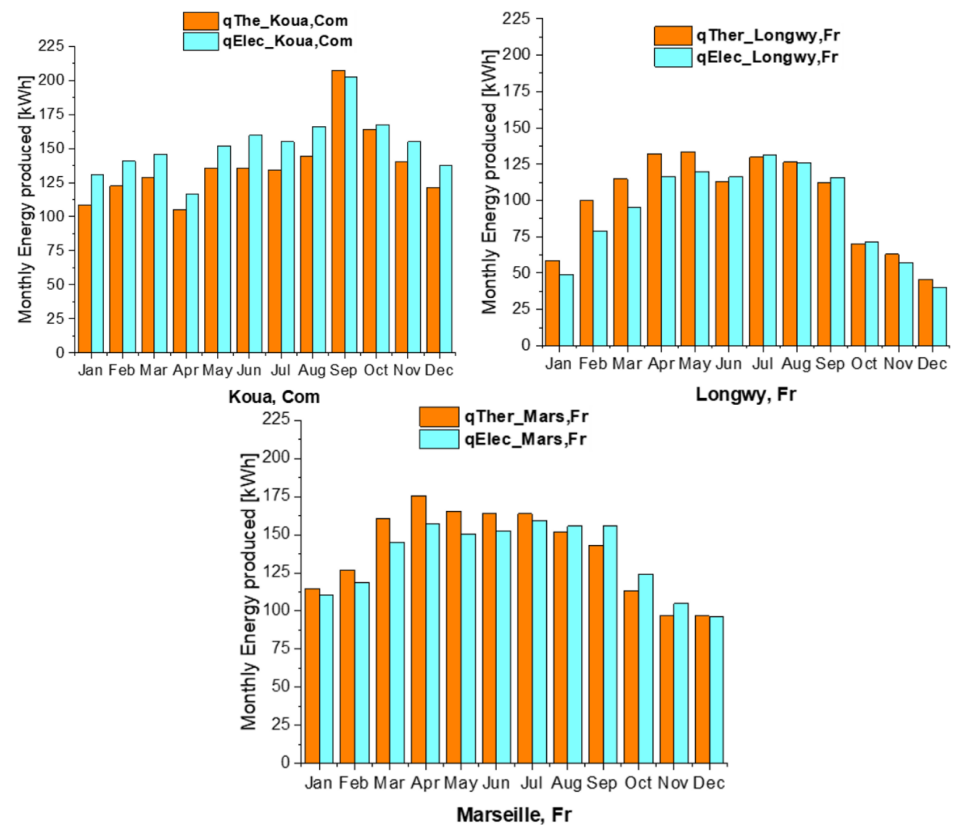 qThe_Koua,Com
qElec_Koua,Com
Monthly Energy produced [kWh]
225
200
175
150
125
100
75
50
25
0
Jan Feb Mar Apr May Jun Jul Aug Sep Oct Nov Dec
Koua, Com
qTher_Longwy,Fr
qElec_Longwy,Fr
Monthly Energy produced [kWh]
225
200
175
150
125
100
75
50
25
0
Jan Feb Mar Apr May Jun Jul Aug Sep Oct Nov Dec
Longwy, Fr
qTher_Mars,Fr
qElec_Mars,Fr
Monthly Energy produced [kWh]
225
200
175
150
125
100
75
50
25
0
Jan Feb Mar Apr May Jun Jul Aug Sep Oct Nov Dec
Marseille, Fr